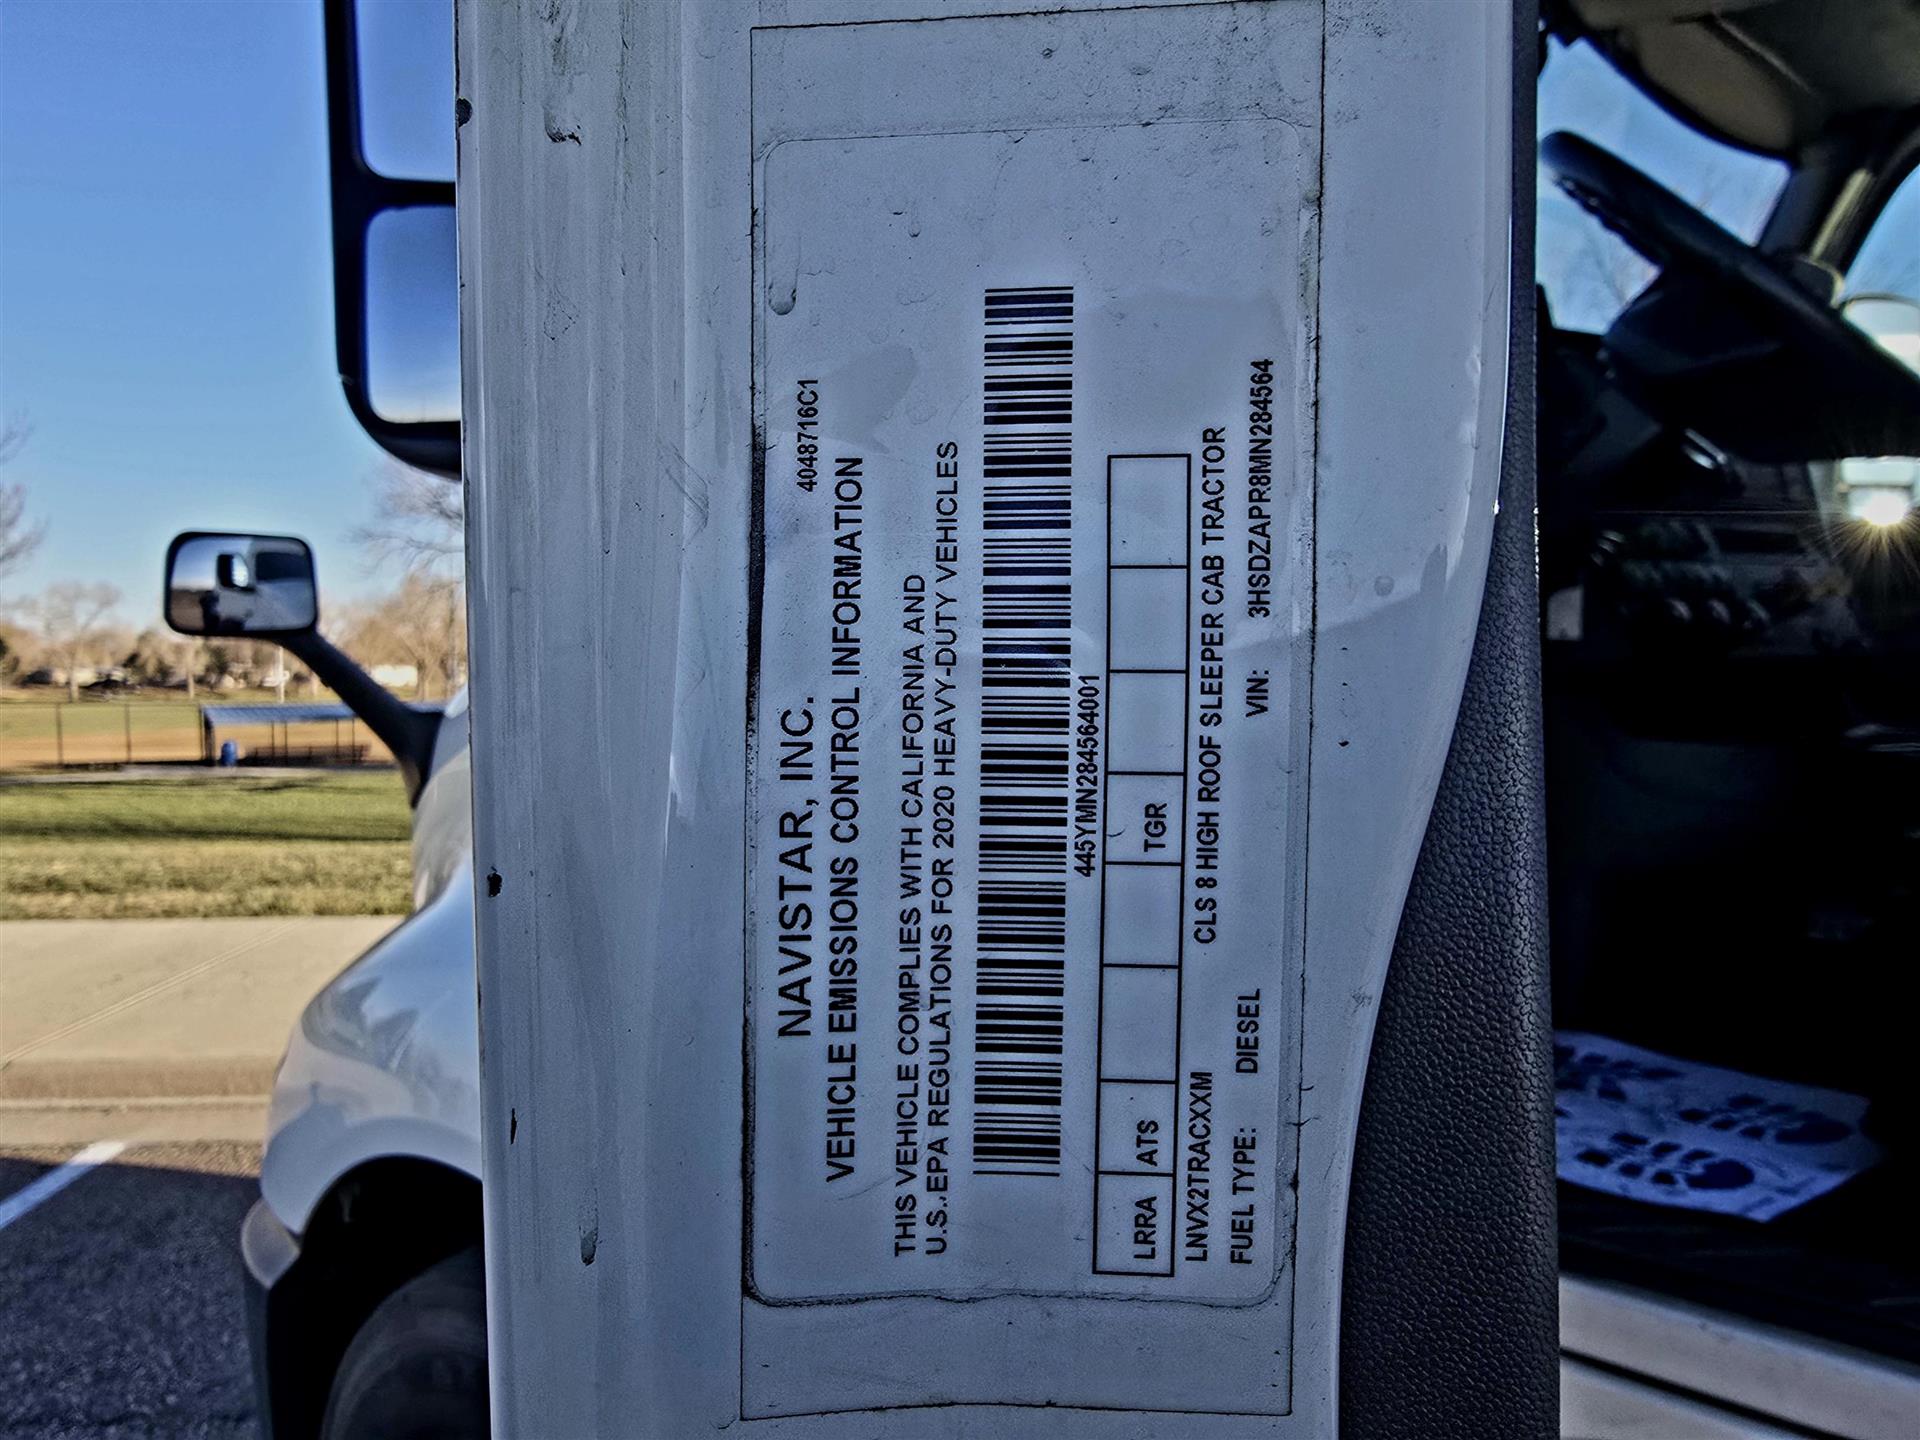 4048716C1
NAVISTAR, INC.
VEHICLE EMISSIONS CONTROL INFORMATION
THIS VEHICLE COMPLIES WITH CALIFORNIA AND
U.S..EPA REGULATIONS FOR 2020 HEAVY-DUTY VEHICLES
445YMN284564001
LRRA ATS TGR
LNVX2TRACXXM CLS 8 HIGH ROOF SLEEPER CAB TRACTOR
FUEL TYPE: DIESEL VIN: 3HSDZAPR8MN284564